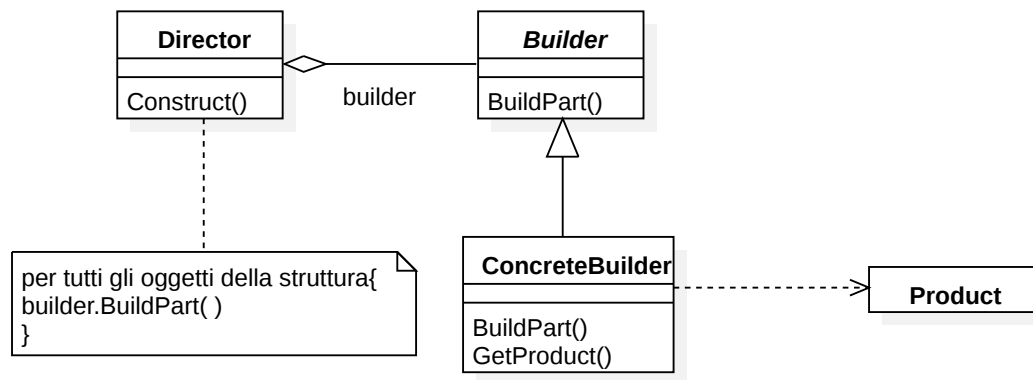 Director
Construct()
builder
Builder
BuildPart()
per tutti gli oggetti della struttura{
builder.BuildPart( )
}
ConcreteBuilder
BuildPart()
GetProduct()
Product